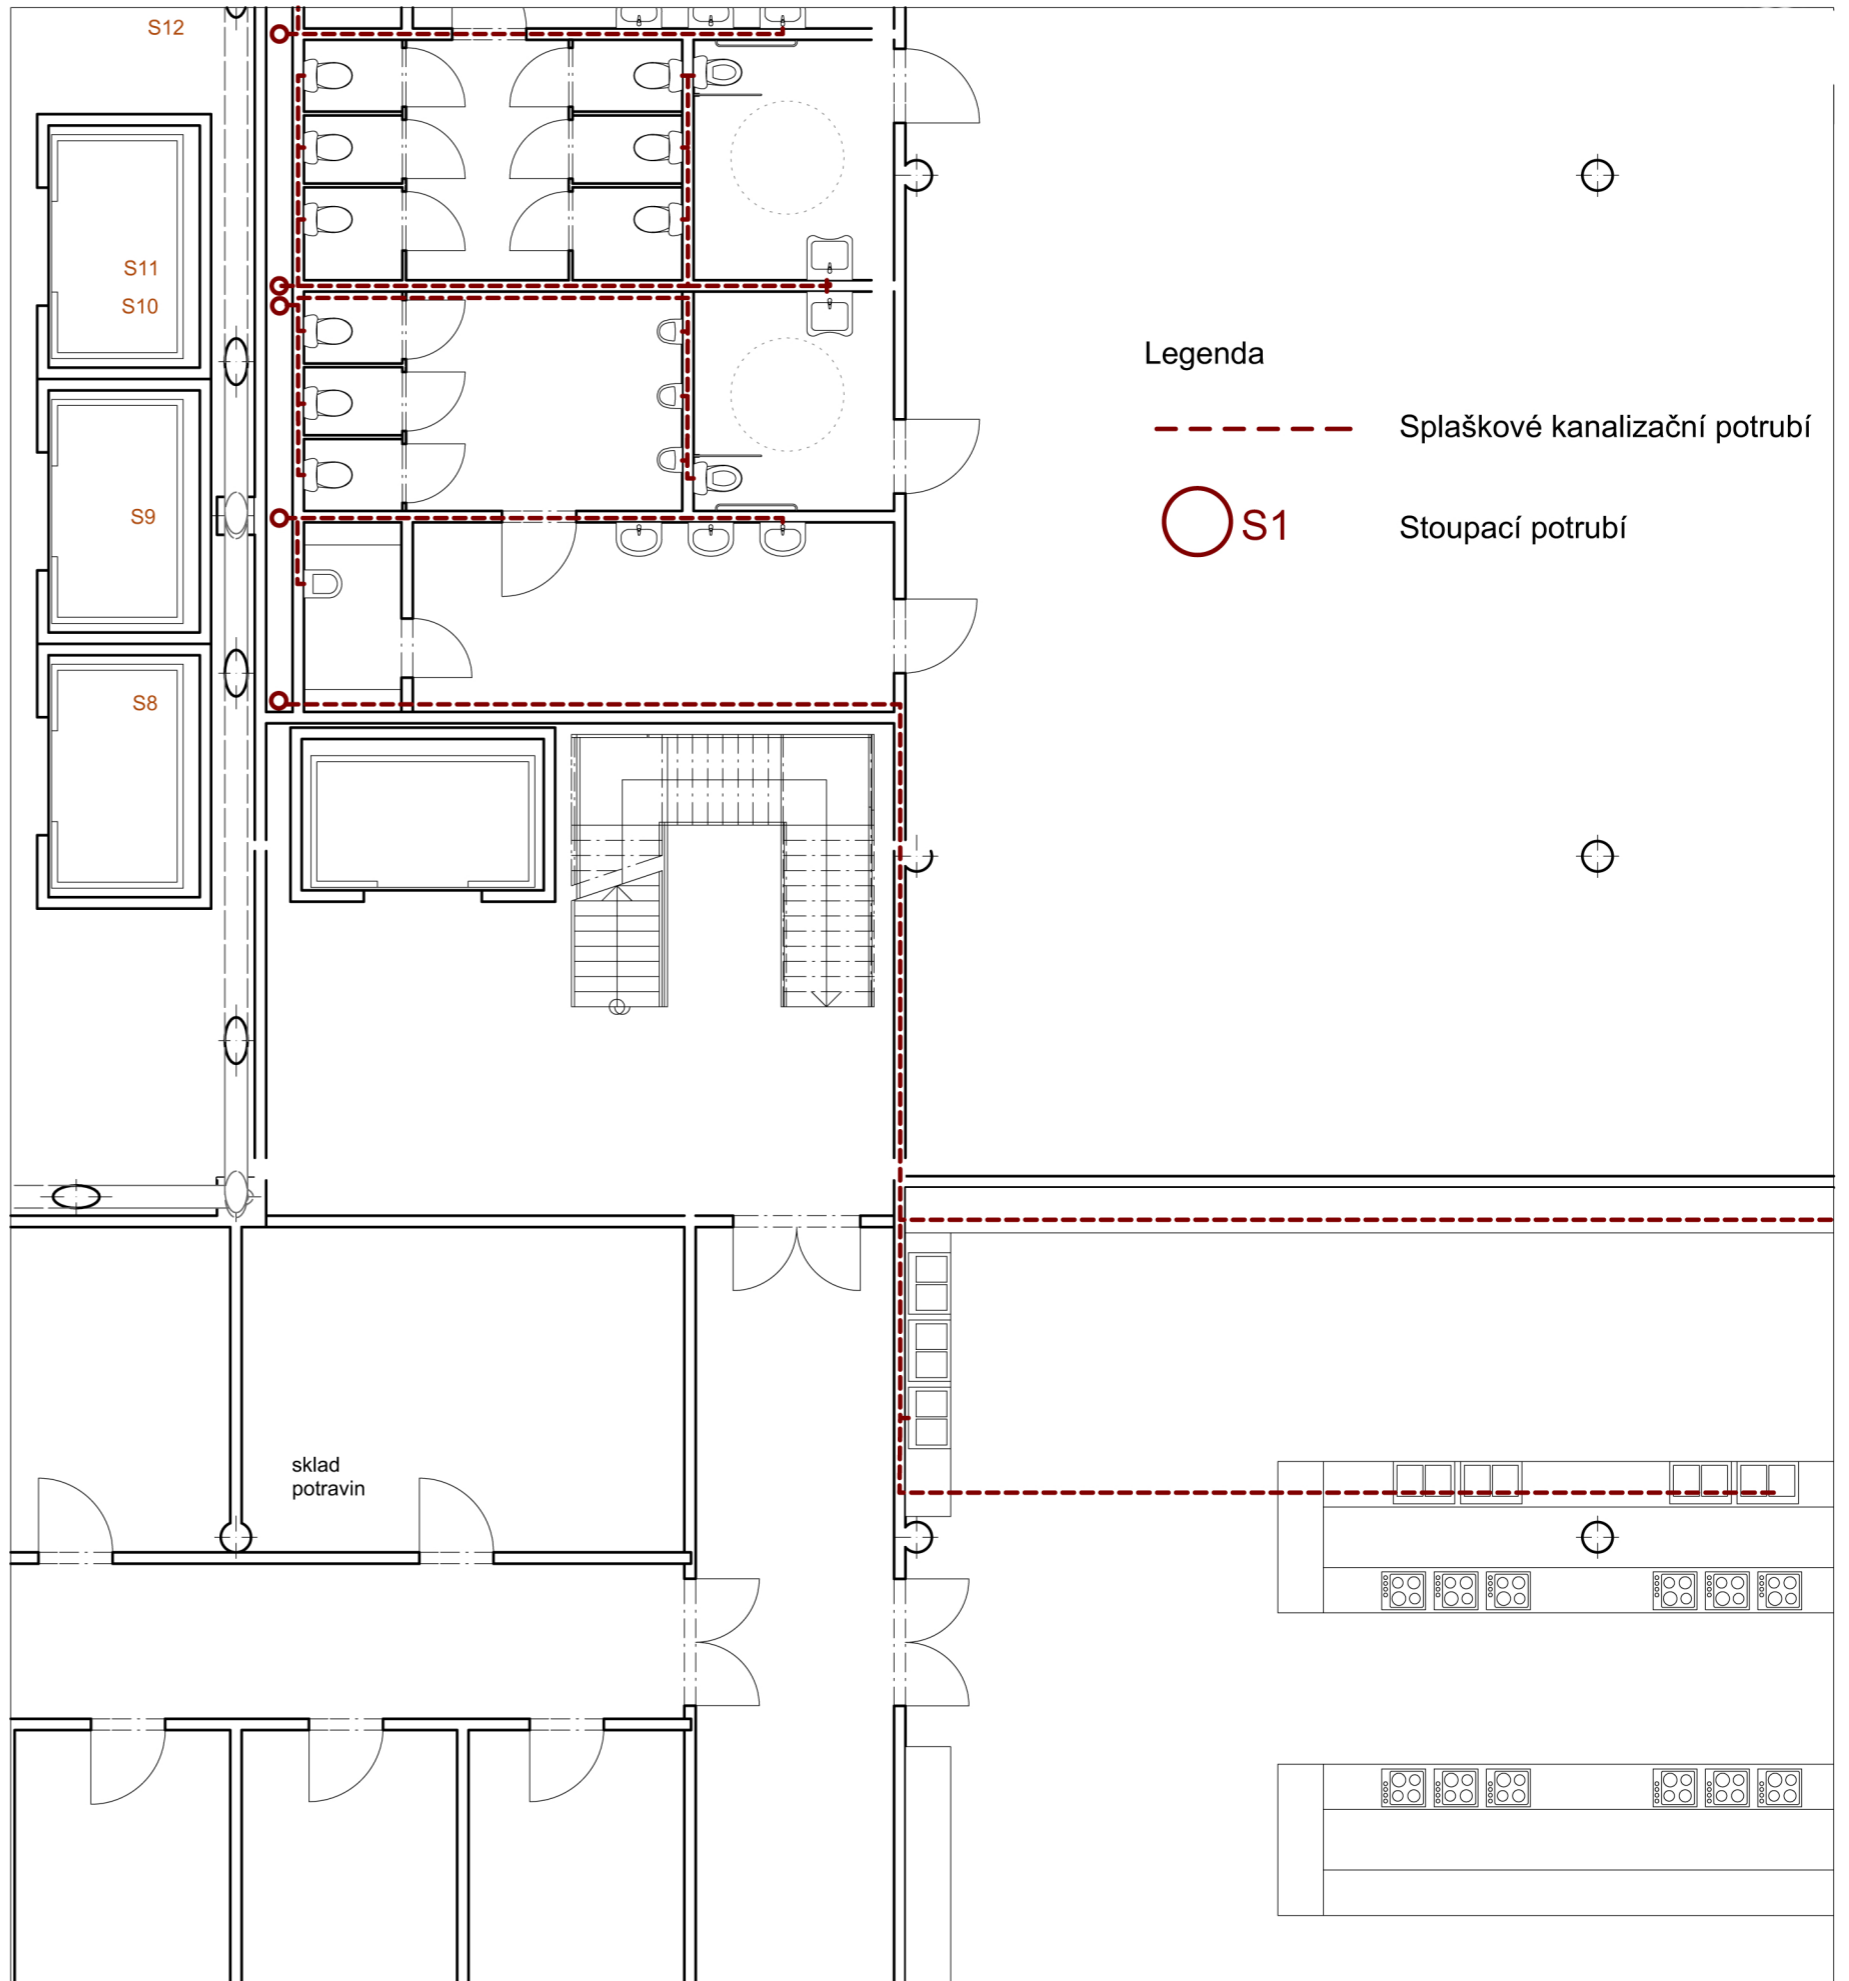 S12
S11
S10
Legenda
Splaškové kanalizační potrubí
S9
S1
Stoupací potrubí
S8
sklad
potravin